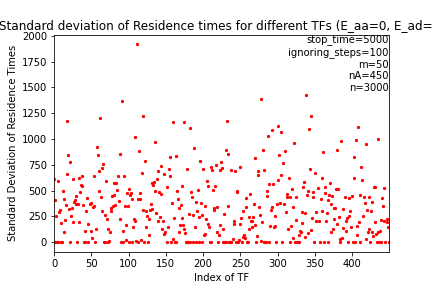 Standard deviation of Residence times for different TFs (E_aa=0, E_ad=
stop_time=5000
ignoring_steps=100
m=50
nA=450
n=3000
Standard Deviation of Residence Times
2000
1750
1500
1250
1000
750
500
250
0
0 50 100 150 200 250 300 350 400
Index of TF